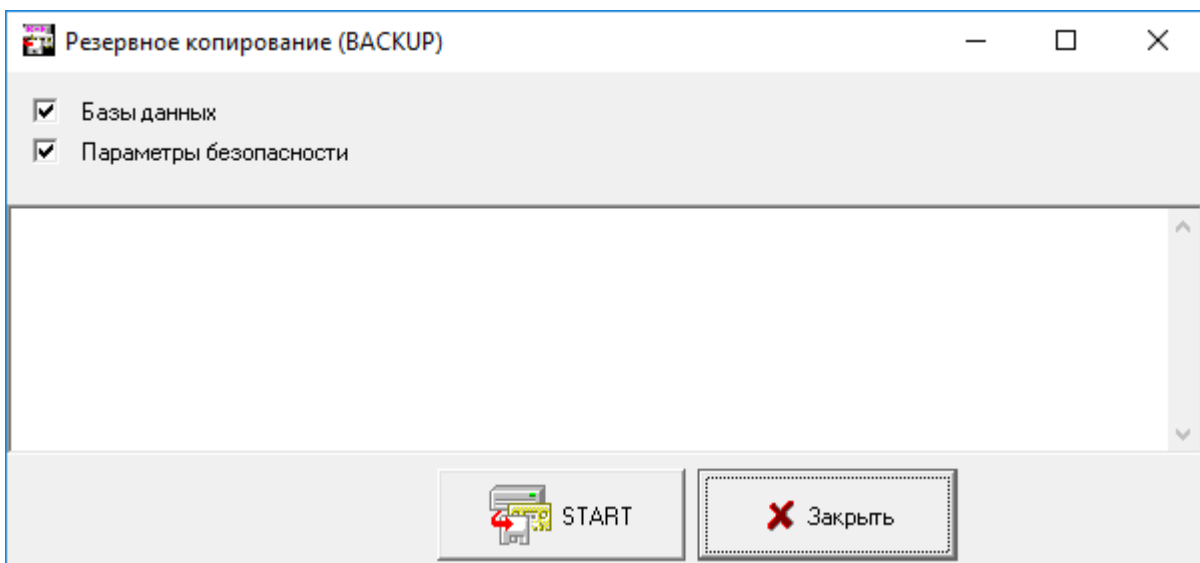 Резервное копирование (BACKUP)
Базы данных
Параметры безопасности
START
Закрыть